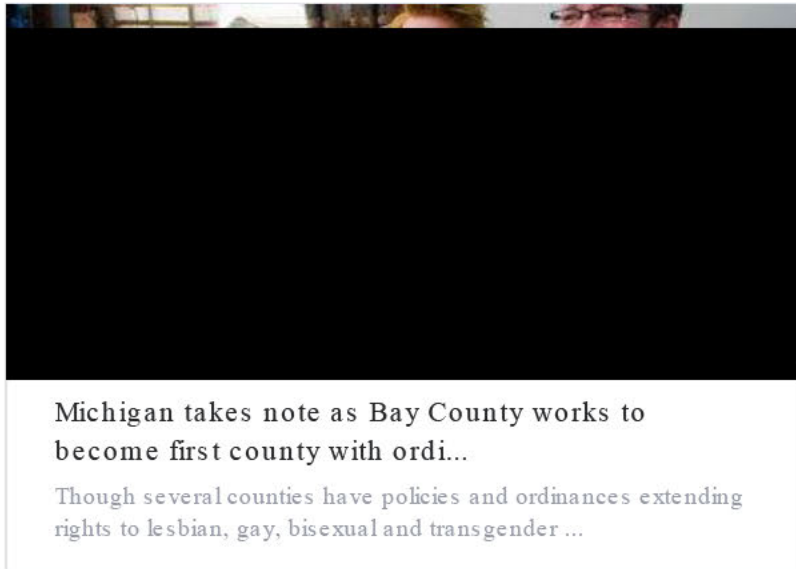 Michigan takes note as Bay County works to
become first county with ordi...
Though several counties have policies and ordinances extending
rights to lesbian, gay, bisexual and transgender ...